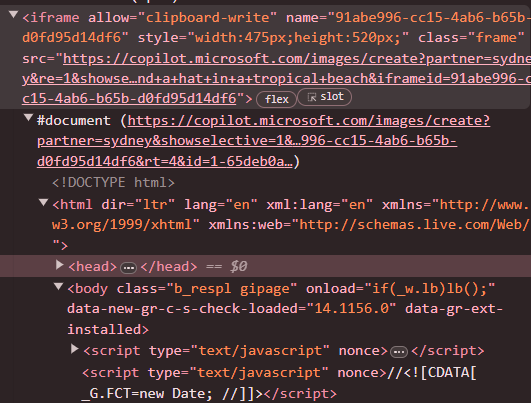 <iframe allow="clipboard-write" name="91abe996-cc15-4ab6-b65b-
d0fd95d14df6" style="width:475px;height:520px;" class="frame"
src="https://copilot.microsoft.com/images/create?partner=sydne
y&re=1&showse…nd+a+hat+in+a+tropical+beach&iframeid=91abe996-
cc15-4ab6-b65b-d0fd95d14df6"> flex slot
#document (https://copilot.microsoft.com/images/create?
partner=sydney&showselective=1&…996-cc15-4ab6-b65b-
d0fd95d14df6&rt=4&id=1-65deb0a…)
<!DOCTYPE html>
<html dir="ltr" lang="en" xml:lang="en" xmlns="http://www.
w3.org/1999/xhtml" xmlns:web="http://schemas.live.com/Web/
">
<head> … </head> == $0
<body class="b_respl gipage" onload="if(_w.lb)lb();"
data-new-gr-c-s-check-loaded="14.1156.0" data-gr-ext-
installed>
<script type="text/javascript" nonce> … </script>
<script type="text/javascript" nonce>//<![CDATA[
_G.FCT=new Date; //]]></script>